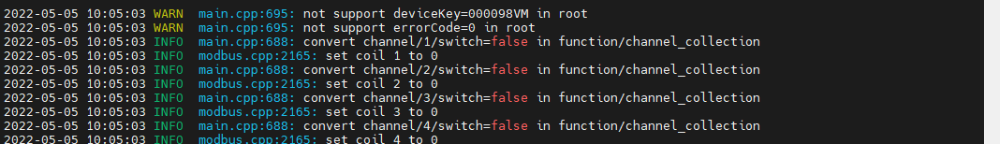 2022-05-05 10:05:03 WARN  main.cpp:695: not support deviceKey=000098VM in root
2022-05-05 10:05:03 WARN  main.cpp:695: not support errorCode=0 in root
2022-05-05 10:05:03 INFO  main.cpp:688: convert channel/1/switch=false in function/channel_collection
2022-05-05 10:05:03 INFO  modbus.cpp:2165: set coil 1 to 0
2022-05-05 10:05:03 INFO  main.cpp:688: convert channel/2/switch=false in function/channel_collection
2022-05-05 10:05:03 INFO  modbus.cpp:2165: set coil 2 to 0
2022-05-05 10:05:03 INFO  main.cpp:688: convert channel/3/switch=false in function/channel_collection
2022-05-05 10:05:03 INFO  modbus.cpp:2165: set coil 3 to 0
2022-05-05 10:05:03 INFO  main.cpp:688: convert channel/4/switch=false in function/channel_collection
2022-05-05 10:05:03 INFO  modbus.cpp:2165: set coil 4 to 0